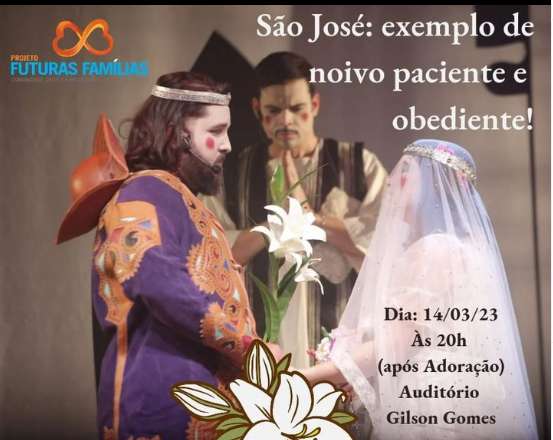 PROJETO
FUTURAS FAMÍLIAS
São José: exemplo de
noivo paciente e
obediente!
Dia: 14/03/23
Às 20h
(após Adoração)
Auditório
Gilson Gomes